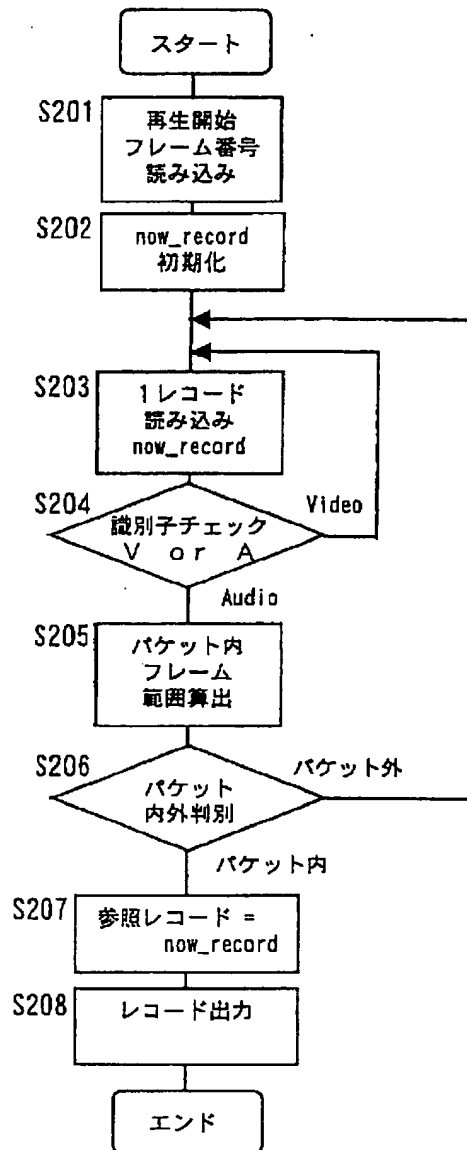 スタート
S201
再生開始
フレーム番号
読み込み
S202
now_record
初期化
S203
1レコード
読み込み
now_record
S204
識別子チェック
V or A
Video
Audio
S205
パケット内
フレーム
範囲算出
S206
パケット
内外判別
パケット外
パケット内
S207
参照レコード =
now_record
S208
レコード出力
エンド